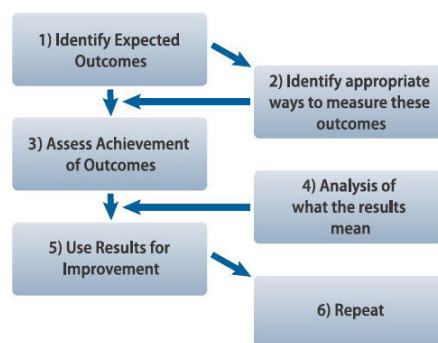 1) Identify Expected
Outcomes
2) Identify appropriate
ways to measure these
outcomes
3) Assess Achievement
of Outcomes
4) Analysis of
what the results
mean
5) Use Results for
Improvement
6) Repeat